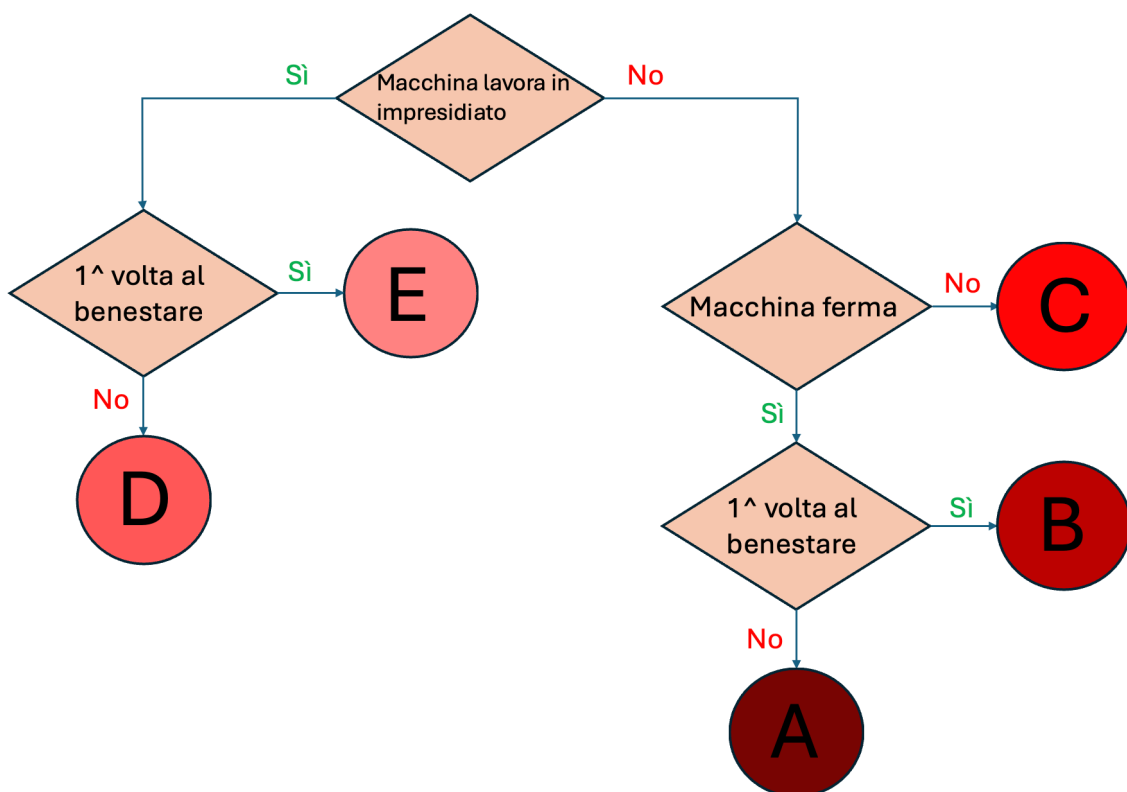 Sì
Macchina lavora in
impresidiato
No
1^ volta al
benestare
Sì
E
No
D
Macchina ferma
No
C
Sì
1^ volta al
benestare
Sì
B
No
A